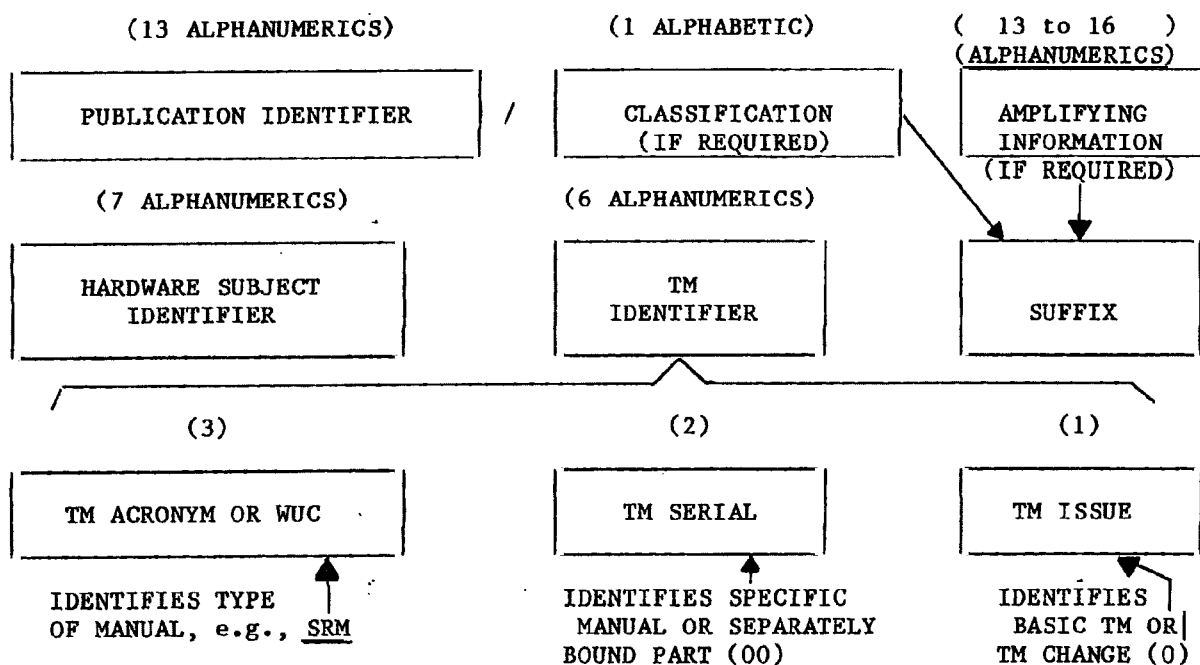 (13 ALPHANUMERICS) (1 ALPHABETIC) ( 13 to 16 )
(ALPHANUMERICS)
PUBLICATION IDENTIFIER / CLASSIFICATION AMPLIFYING
(IF REQUIRED) INFORMATION
(IF REQUIRED)
(7 ALPHANUMERICS) (6 ALPHANUMERICS)
HARDWARE SUBJECT TM
IDENTIFIER IDENTIFIER SUFFIX
(3) (2) (1)
TM ACRONYM OR WUC TM SERIAL TM ISSUE
IDENTIFIES TYPE IDENTIFIES SPECIFIC IDENTIFIES
OF MANUAL, e.g., SRM MANUAL OR SEPARATELY BASIC TM OR
BOUND PART (00) TM CHANGE (0)